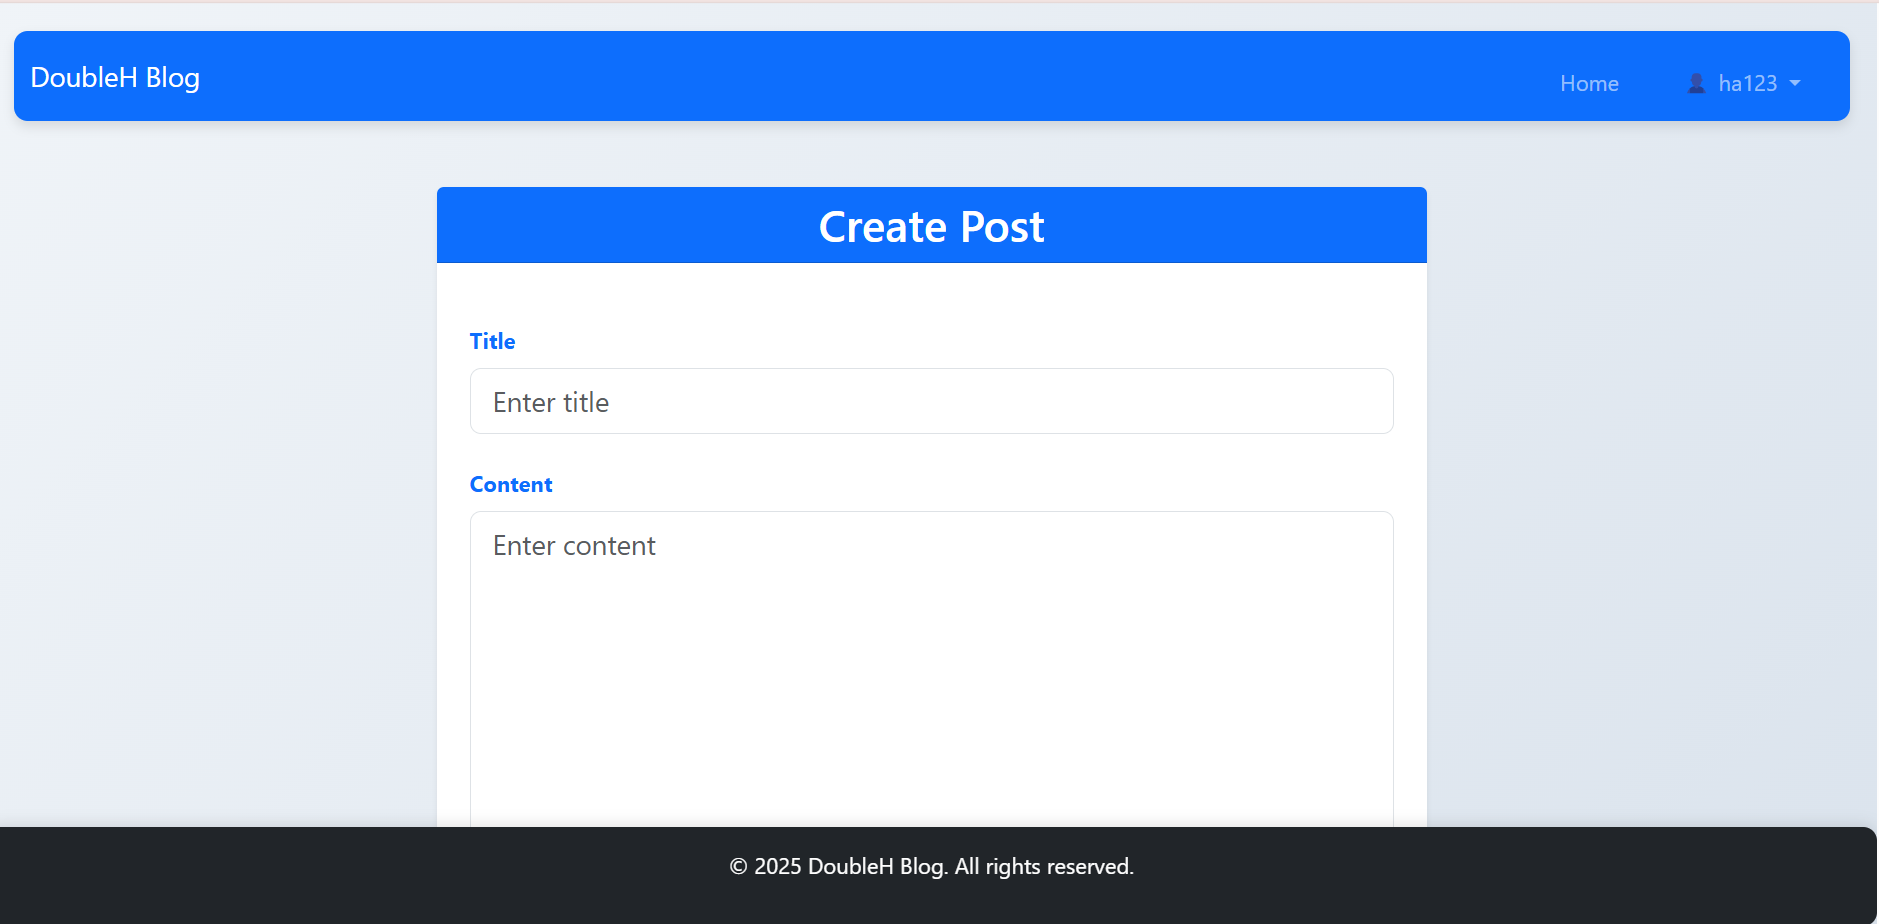 DoubleH Blog
Home
ha123
Create Post
Title
Enter title
Content
Enter content
© 2025 DoubleH Blog. All rights reserved.